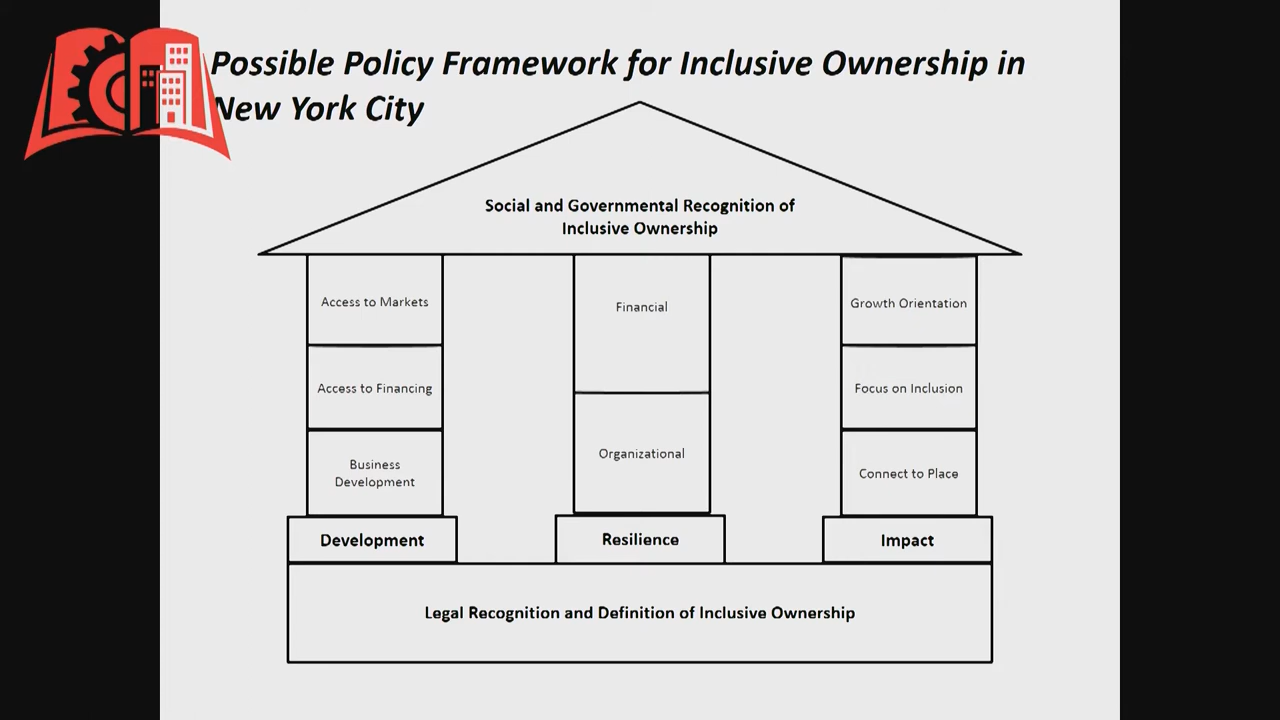 Possible Policy Framework for Inclusive Ownership in
New York City
Social and Governmental Recognition of
Inclusive Ownership
Access to Markets
Access to Financing
Business
Development
Development
Financial
Organizational
Resilience
Growth Orientation
Focus on Inclusion
Connect to Place
Impact
Legal Recognition and Definition of Inclusive Ownership